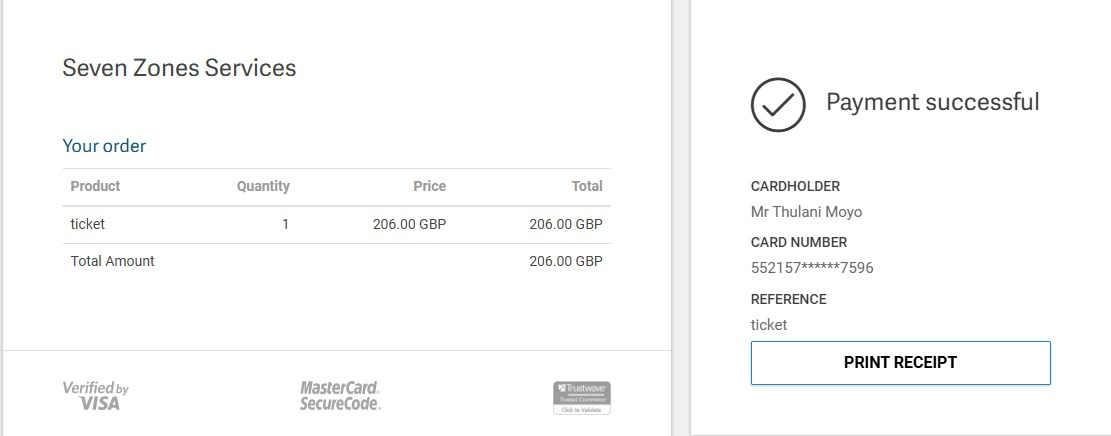 Seven Zones Services
Your order
Product Quantity Price Total
ticket 1 206.00 GBP 206.00 GBP
Total Amount 206.00 GBP
Verified by
VISA
MasterCard.
SecureCode.
Trustwave
Trusted Commerce
Click to Validate
Payment successful
CARDHOLDER
Mr Thulani Moyo
CARD NUMBER
552157******7596
REFERENCE
ticket
PRINT RECEIPT